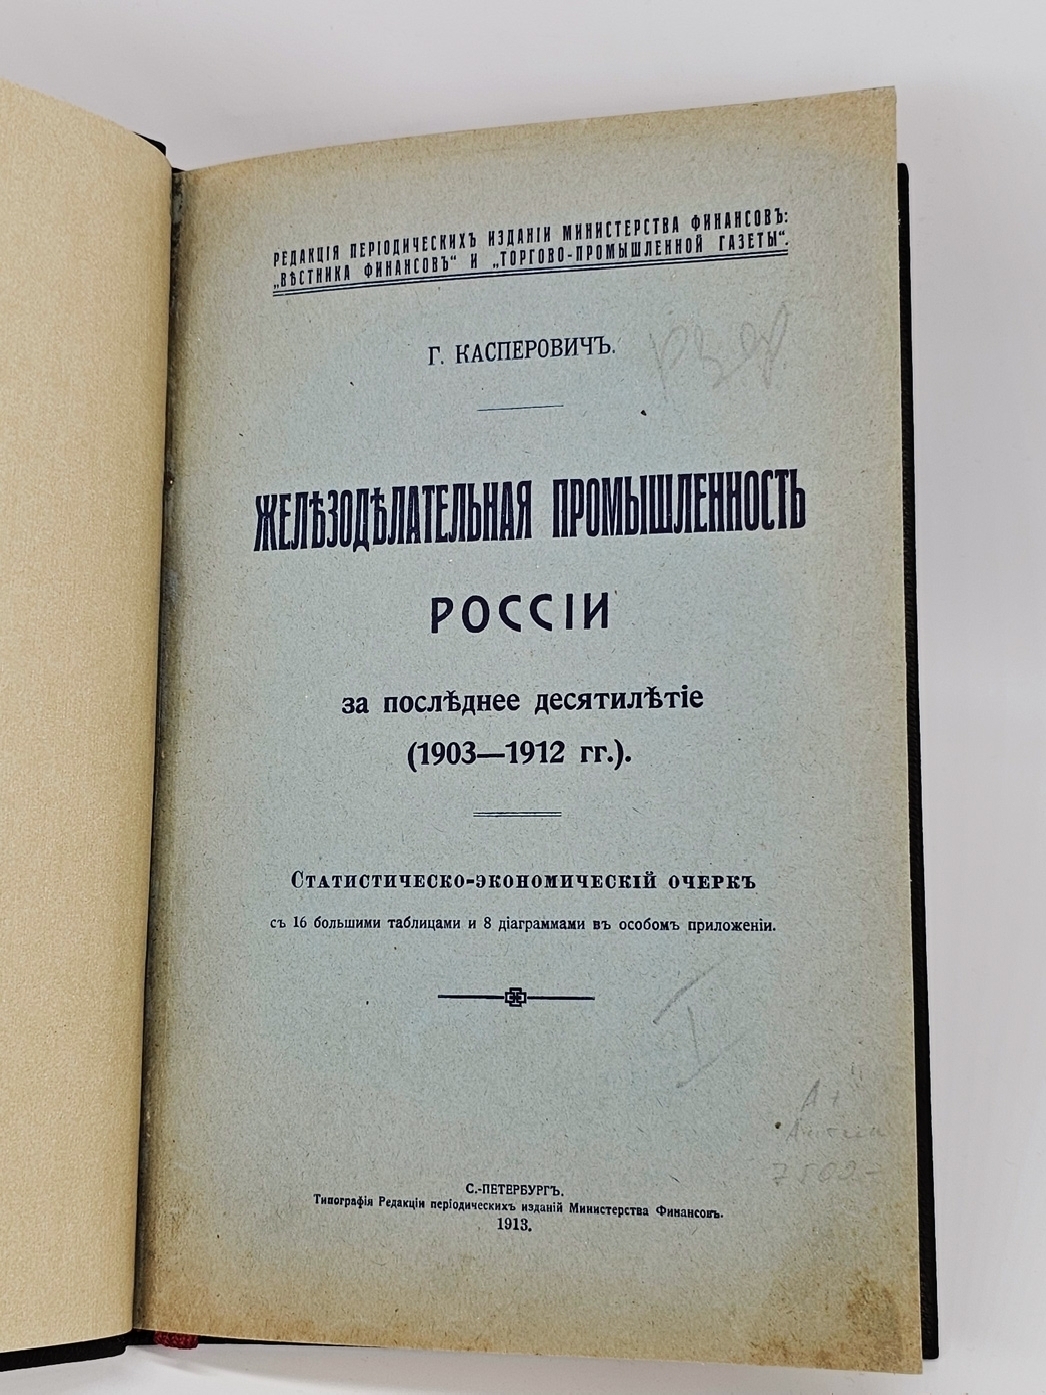 РЕДАКЦІЯ ПЕРІОДИЧЕСКИХЪ ИЗДАНІЙ МИНИСТЕРСТВА ФИНАНСОВЪ:
„ВѢСТНИКА ФИНАНСОВЪ“ И „ТОРГОВО-ПРОМЫШЛЕННОЙ ГАЗЕТЫ“.
Г. КАСПЕРОВИЧЪ.
ЖЕЛѢЗОДѢЛАТЕЛЬНАЯ ПРОМЫШЛЕННОСТЬ
РОССІИ
за послѣднее десятилѣтіе
(1903—1912 гг.).
Статистическо-экономическій очеркъ
съ 16 большими таблицами и 8 діаграммами въ особомъ приложеніи.
I
А+
7500-
С.-ПЕТЕРБУРГЪ.
Типографія Редакціи періодическихъ изданій Министерства Финансовъ.
1913.